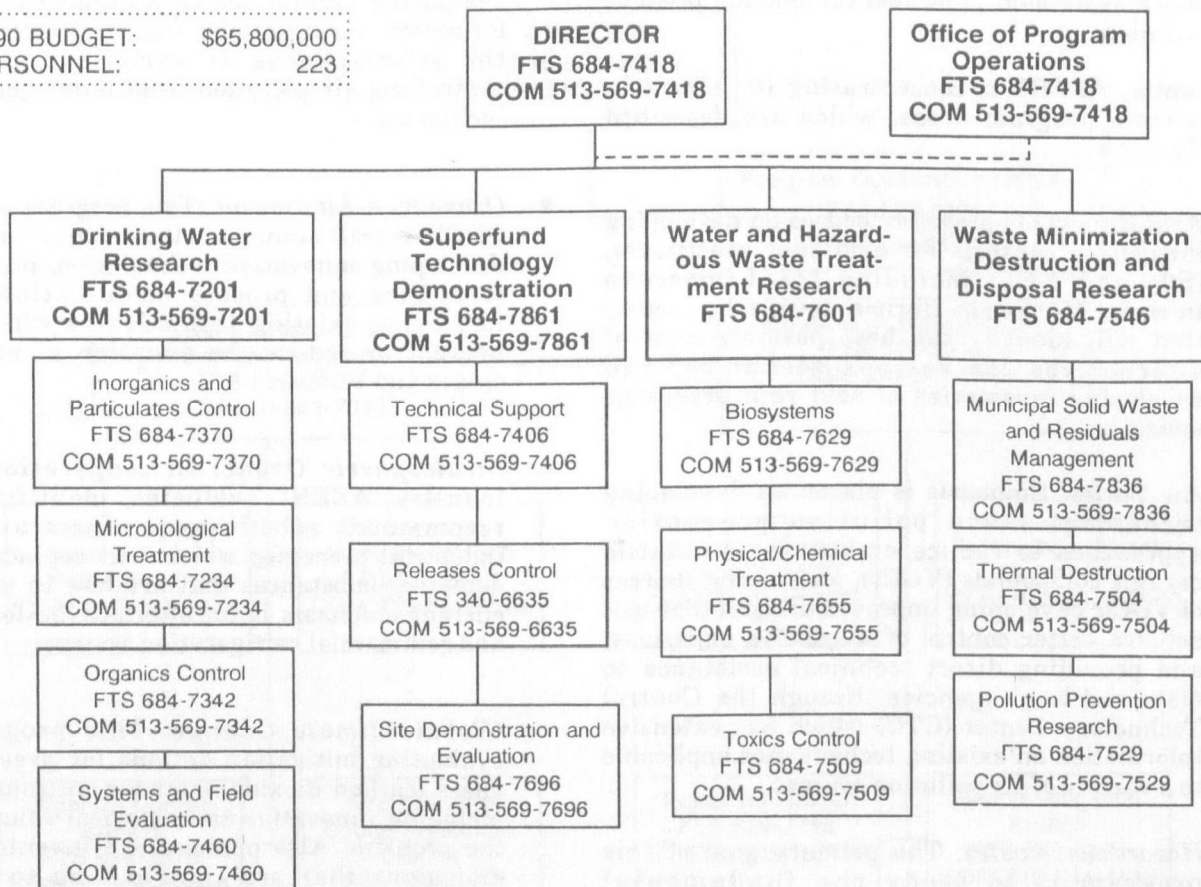 90 BUDGET: $65,800,000
ERSONNEL: 223
DIRECTOR
FTS 684-7418
COM 513-569-7418
Office of Program
Operations
FTS 684-7418
COM 513-569-7418
Drinking Water
Research
FTS 684-7201
COM 513-569-7201
Superfund
Technology
Demonstration
FTS 684-7861
COM 513-569-7861
Water and Hazard-
ous Waste Treat-
ment Research
FTS 684-7601
Waste Minimization
Destruction and
Disposal Research
FTS 684-7546
Inorganics and
Particulates Control
FTS 684-7370
COM 513-569-7370
Microbiological
Treatment
FTS 684-7234
COM 513-569-7234
Organics Control
FTS 684-7342
COM 513-569-7342
Systems and Field
Evaluation
FTS 684-7460
COM 513-569-7460
Technical Support
FTS 684-7406
COM 513-569-7406
Releases Control
FTS 340-6635
COM 513-569-6635
Site Demonstration and
Evaluation
FTS 684-7696
COM 513-569-7696
Biosystems
FTS 684-7629
COM 513-569-7629
Physical/Chemical
Treatment
FTS 684-7655
COM 513-569-7655
Toxics Control
FTS 684-7509
COM 513-569-7509
Municipal Solid Waste
and Residuals
Management
FTS 684-7836
COM 513-569-7836
Thermal Destruction
FTS 684-7504
COM 513-569-7504
Pollution Prevention
Research
FTS 684-7529
COM 513-569-7529